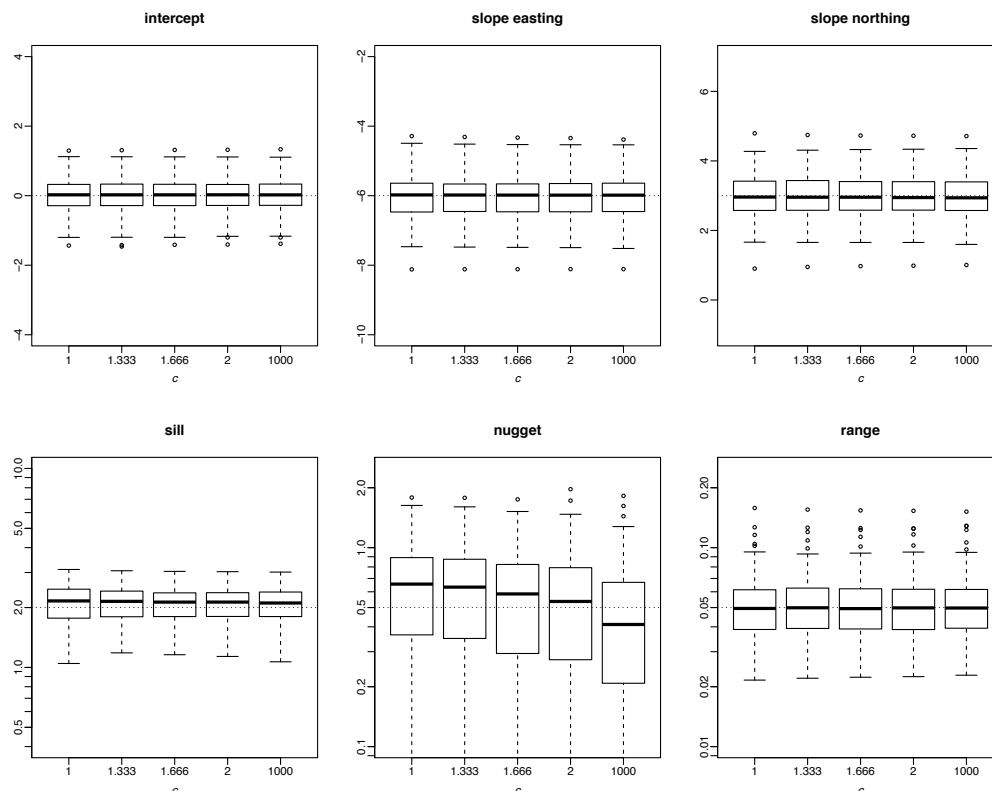 intercept
slope easting
slope northing
4
2
0
−2
−4
−2
−4
−6
−8
−10
6
4
2
0
1 1.333 1.666 2 1000
1 1.333 1.666 2 1000
1 1.333 1.666 2 1000
c
c
c
sill
nugget
range
10.0
5.0
2.0
1.0
0.5
2.0
1.0
0.5
0.2
0.1
0.20
0.10
0.05
0.02
0.01
1 1.333 1.666 2 1000
1 1.333 1.666 2 1000
1 1.333 1.666 2 1000
c
c
c